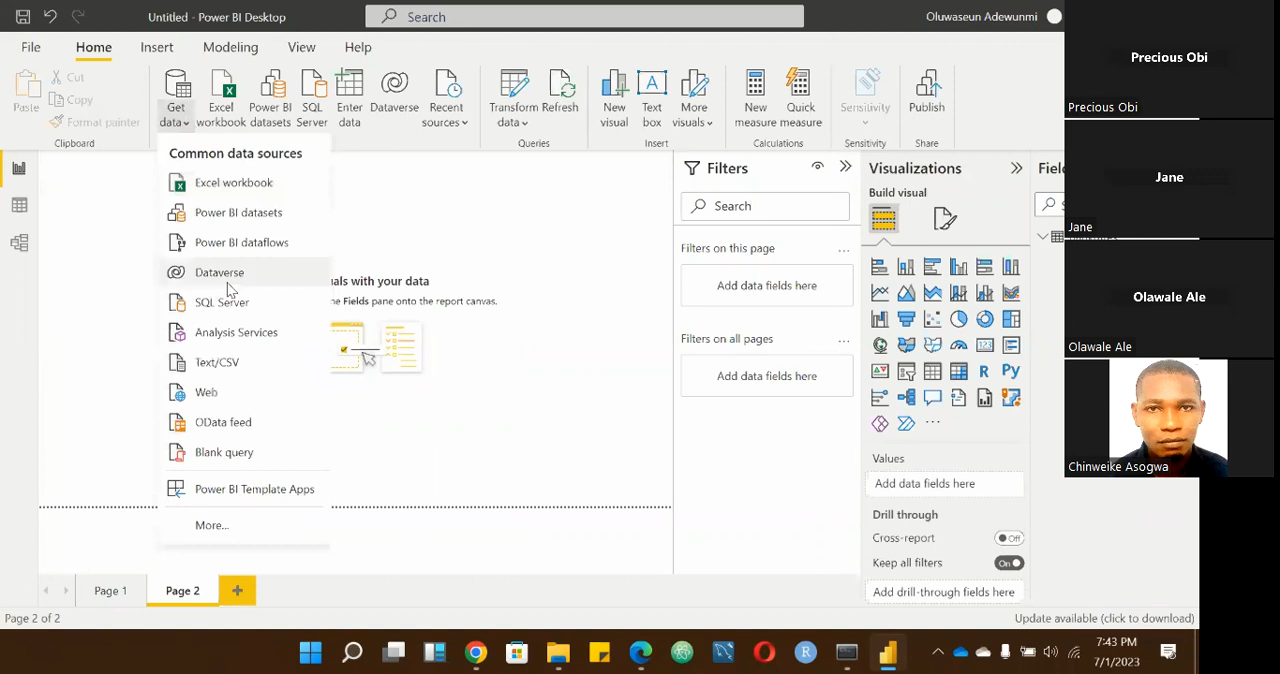 Untitled - Power BI Desktop
Search
Oluwaseun Adewunmi
File
Home
Insert
Modeling
View
Help
Paste
Cut
Copy
Format painter
Clipboard
Get data
Excel workbook
Power BI datasets
SQL Server
Enter data
Dataverse
Recent sources
Transform data
Refresh
Queries
New visual
Text box
More visuals
Insert
New measure
Quick measure
Calculations
Sensitivity
Sensitivity
Publish
Share
Common data sources
Excel workbook
Power BI datasets
Power BI dataflows
Dataverse
SQL Server
Analysis Services
Text/CSV
Web
OData feed
Blank query
Power BI Template Apps
More...
uals with your data
he Fields pane onto the report canvas.
Filters
Search
Filters on this page
...
Add data fields here
Filters on all pages
...
Add data fields here
Visualizations
Build visual
123
R
Py
...
Values
Add data fields here
Drill through
Cross-report
Off
Keep all filters
On
Add drill-through fields here
Precious Obi
Precious Obi
Jane
Jane
Olawale Ale
Olawale Ale
Chinweike Asogwa
Page 1
Page 2
+
Page 2 of 2
Update available (click to download)
R
7:43 PM
7/1/2023